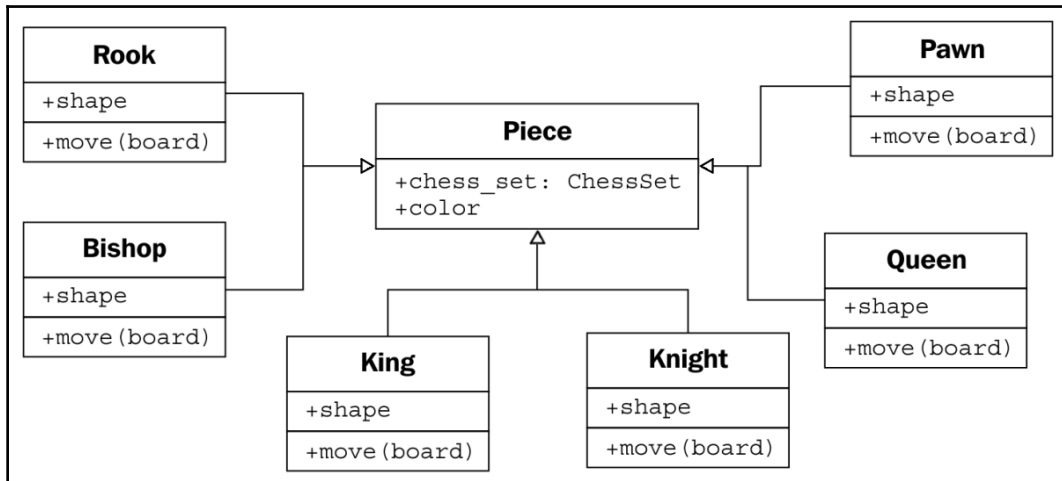 Rook
+shape
+move(board)
Pawn
+shape
+move(board)
Piece
+chess_set: ChessSet
+color
Bishop
+shape
+move(board)
Queen
+shape
+move(board)
King
+shape
+move(board)
Knight
+shape
+move(board)